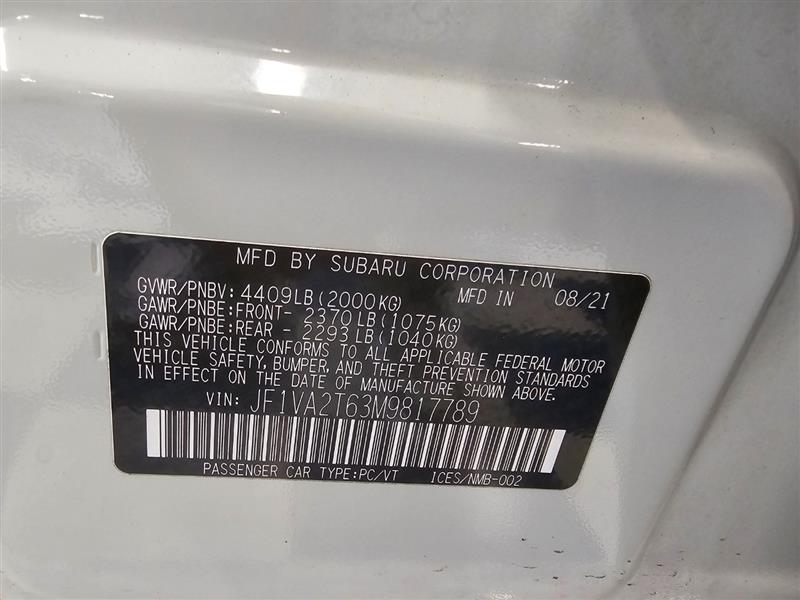 MFD BY SUBARU CORPORATION
GVWR/PNBV: 4409LB(2000KG) MFD IN 08/21
GAWR/PNBE:FRONT- 2370LB(1075KG)
GAWR/PNBE:REAR - 2293LB(1040KG)
THIS VEHICLE CONFORMS TO ALL APPLICABLE FEDERAL MOTOR
VEHICLE SAFETY, BUMPER, AND THEFT PREVENTION STANDARDS
IN EFFECT ON THE DATE OF MANUFACTURE SHOWN ABOVE.
VIN: JF1VA2T63M9817789
PASSENGER CAR TYPE:PC/VT ICES/NMB-002